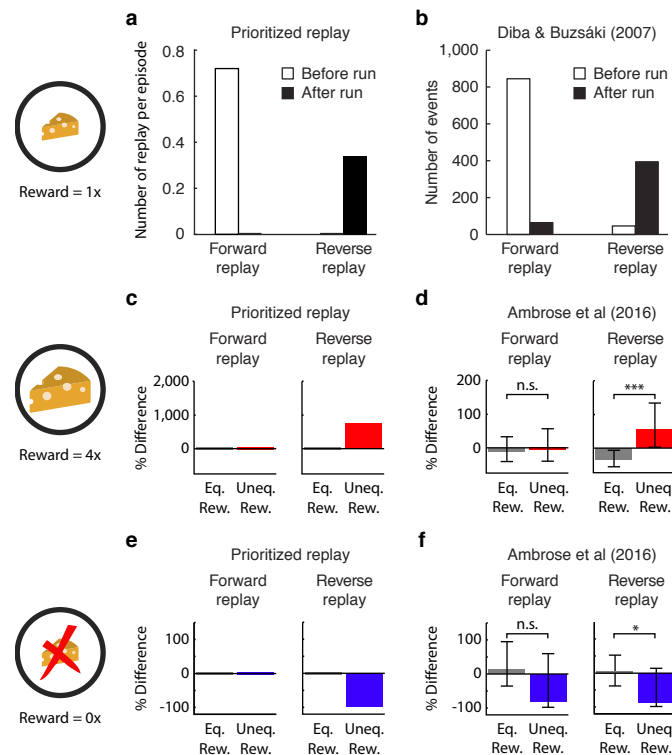 a
Prioritized replay
Number of replay per episode
0.8
0.6
0.4
0.2
0
Before run
After run
Forward
replay
Reverse
replay
b
Diba & Buzsáki (2007)
Number of events
1,000
800
600
400
200
0
Before run
After run
Forward
replay
Reverse
replay
Reward = 1x
c
Prioritized replay
Forward
replay
Reverse
replay
% Difference
2,000
1,000
0
Eq.
Rew.
Uneq.
Rew.
Eq.
Rew.
Uneq.
Rew.
d
Ambrose et al (2016)
Forward
replay
Reverse
replay
% Difference
200
100
0
n.s.
***
Eq.
Rew.
Uneq.
Rew.
Eq.
Rew.
Uneq.
Rew.
Reward = 4x
e
Prioritized replay
Forward
replay
Reverse
replay
% Difference
100
0
-100
Eq.
Rew.
Uneq.
Rew.
Eq.
Rew.
Uneq.
Rew.
f
Ambrose et al (2016)
Forward
replay
Reverse
replay
% Difference
100
0
-100
n.s.
*
Eq.
Rew.
Uneq.
Rew.
Eq.
Rew.
Uneq.
Rew.
Reward = 0x